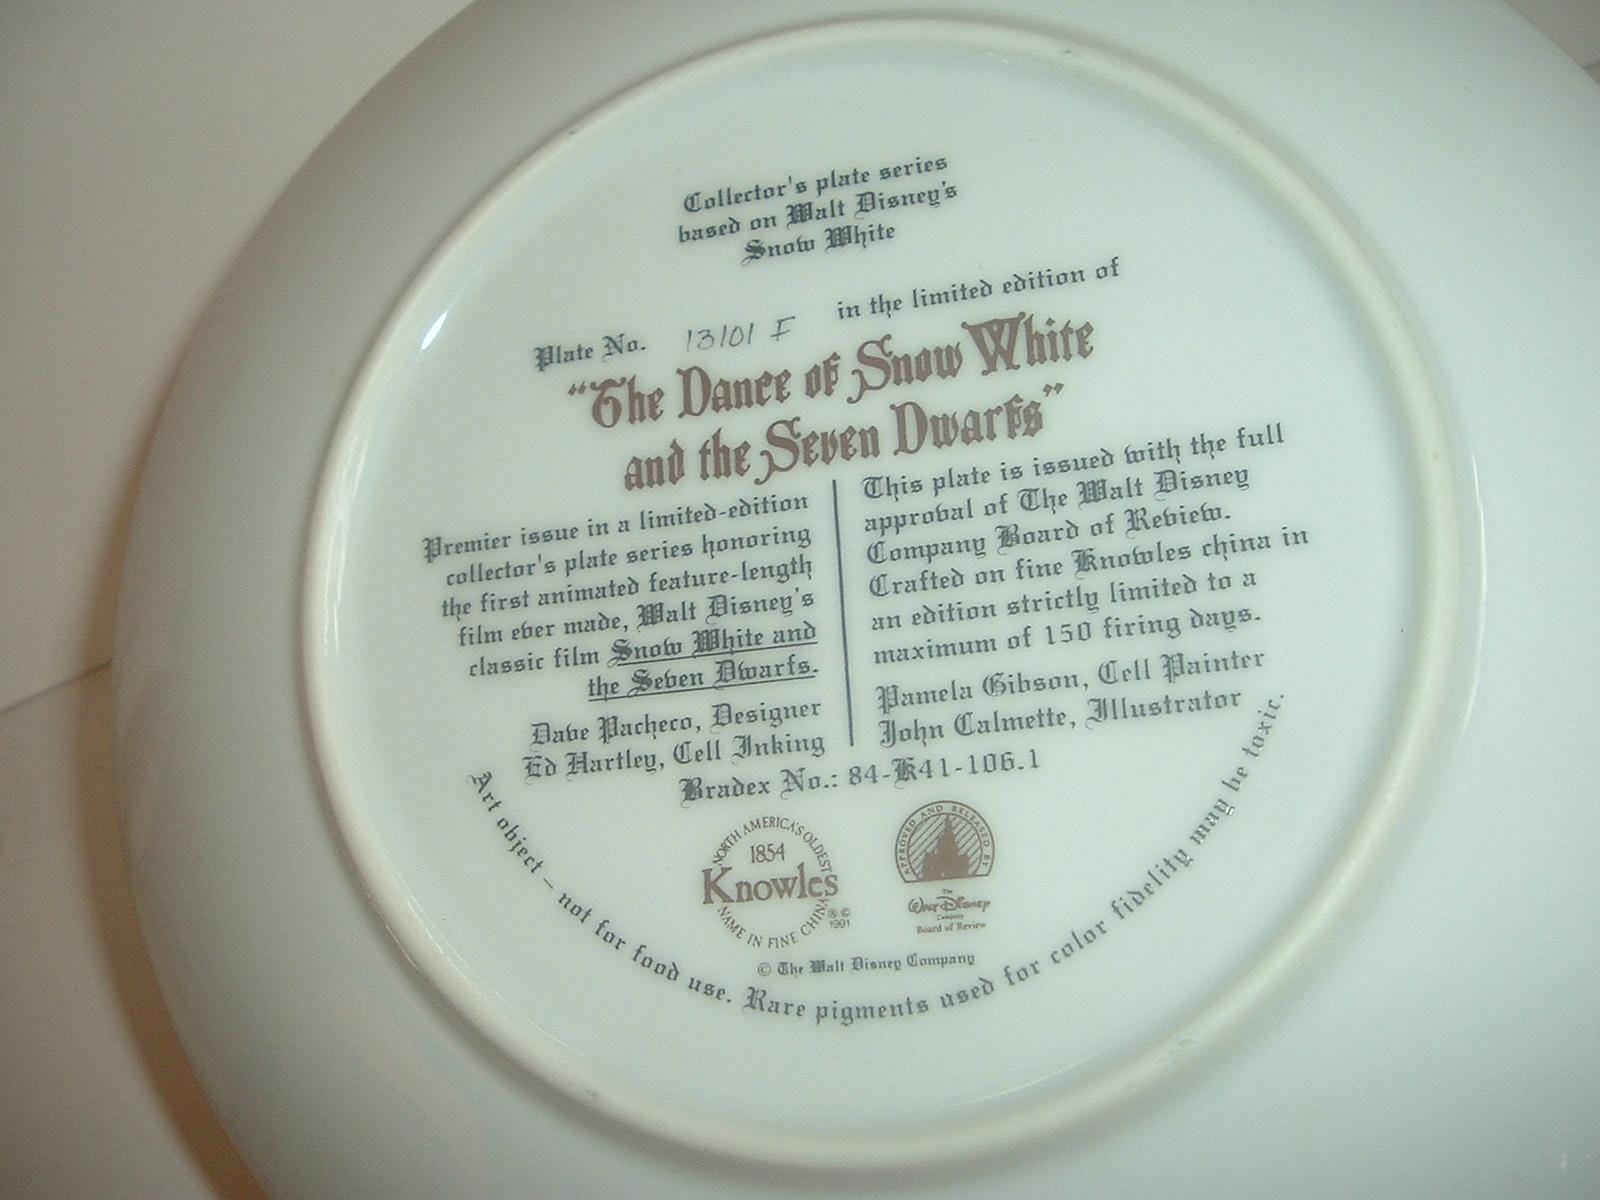 Collector's plate series
based on Walt Disney's
Snow White
Plate No. 13101 F in the limited edition of
"The Dance of Snow White
and the Seven Dwarfs"
Premier issue in a limited-edition
collector's plate series honoring
the first animated feature-length
film ever made, Walt Disney's
classic film Snow White and
the Seven Dwarfs.
Dave Pacheco, Designer
Ed Hartley, Cell Inking
This plate is issued with the full
approval of The Walt Disney
Company Board of Review.
Crafted on fine Knowles china in
an edition strictly limited to a
maximum of 150 firing days.
Pamela Gibson, Cell Painter
John Calmette, Illustrator
Bradex No.: 84-K41-106.1
NORTH AMERICA'S OLDEST
1854
Knowles
NAME IN FINE CHINA
® ©
1991
APPROVED AND RELEASED BY
The
Walt Disney
Company
Board of Review
© The Walt Disney Company
Art object – not for food use. Rare pigments used for color fidelity may be toxic.